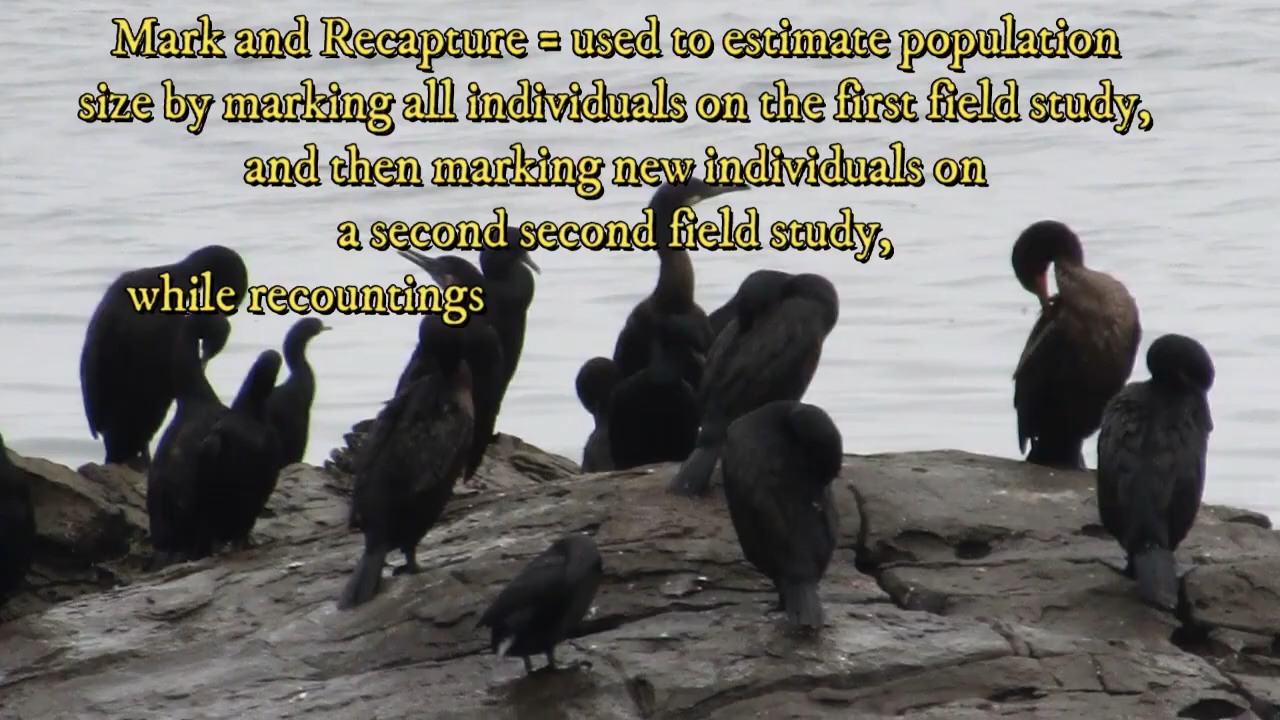 Mark and Recapture = used to estimate population
size by marking all individuals on the first field study,
and then marking new individuals on
a second second field study,
while recountings